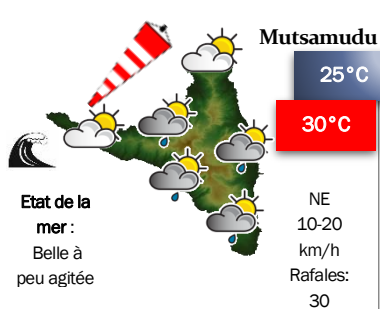 Mutsamudu
25°C
30°C
Etat de la
mer :
Belle à
peu agitée
NE
10-20
km/h
Rafales:
30